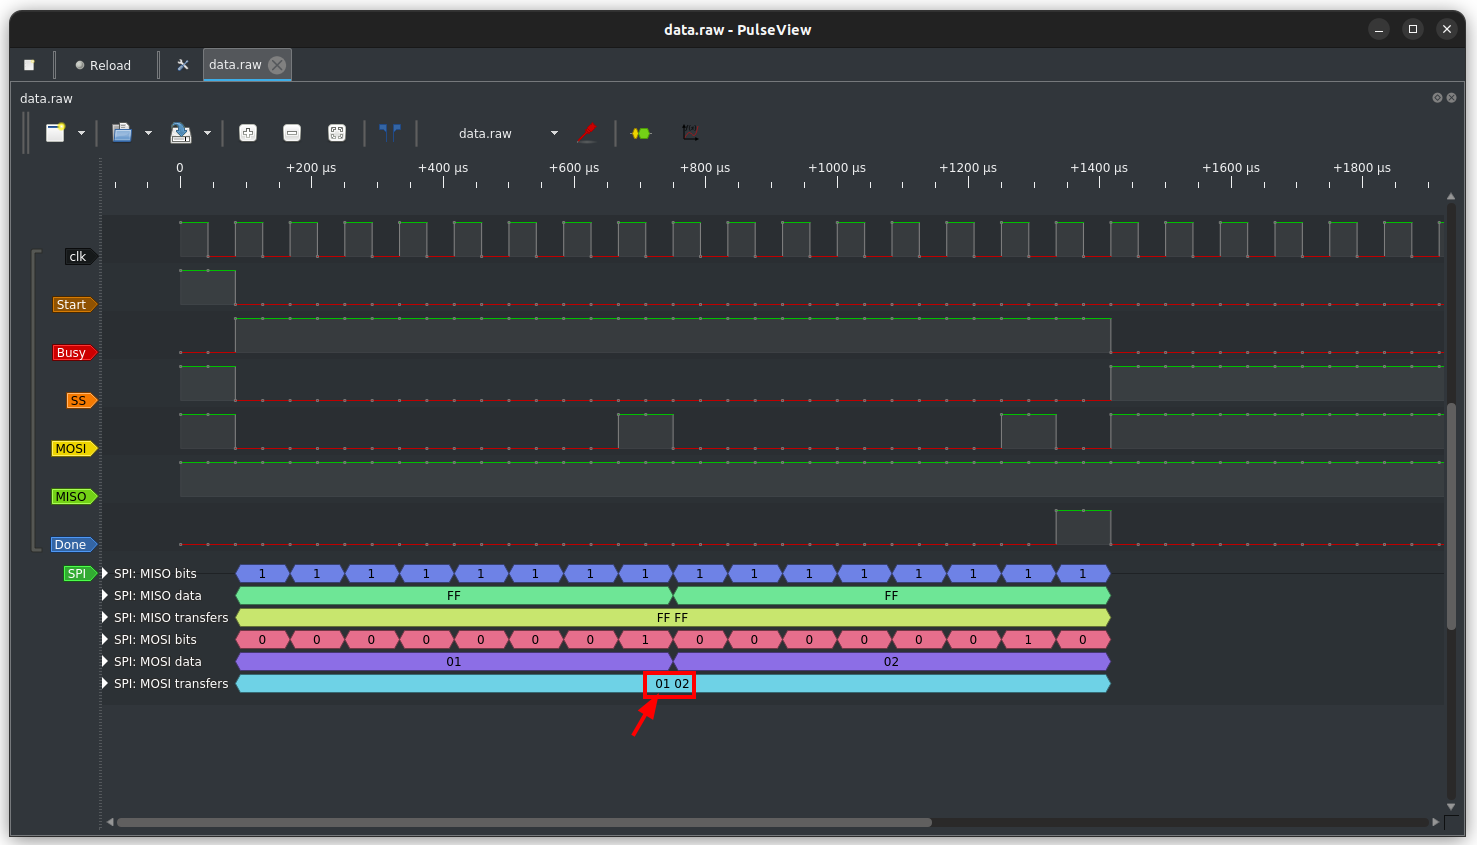 data.raw - PulseView
Reload
data.raw
data.raw
data.raw
0 +200 µs +400 µs +600 µs +800 µs +1000 µs +1200 µs +1400 µs +1600 µs +1800 µs
clk
Start
Busy
SS
MOSI
MISO
Done
SPI SPI: MISO bits 1 1 1 1 1 1 1 1 1 1 1 1 1 1 1 1
SPI: MISO data FF FF
SPI: MISO transfers FF FF
SPI: MOSI bits 0 0 0 0 0 0 0 1 0 0 0 0 0 0 1 0
SPI: MOSI data 01 02
SPI: MOSI transfers 01 02